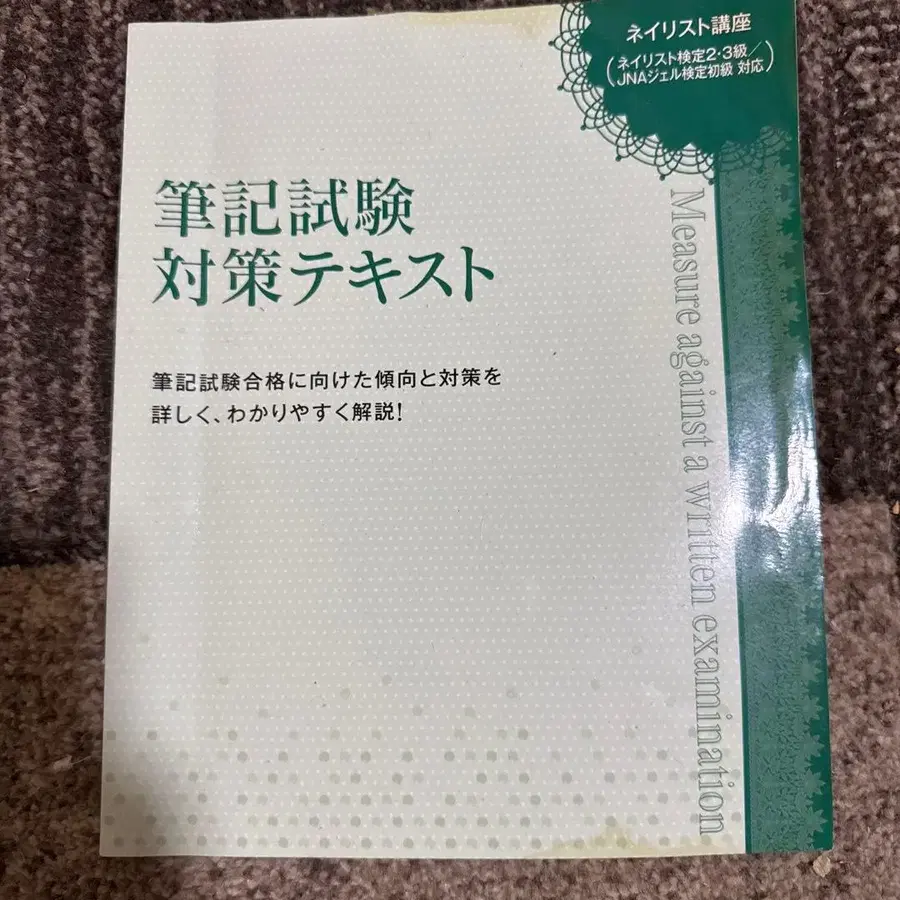 ネイリスト講座
(ネイリスト検定2・3級/
JNAジェル検定初級 対応)
筆記試験
対策テキスト
筆記試験合格に向けた傾向と対策を
詳しく、わかりやすく解説!
Measure against a written examination